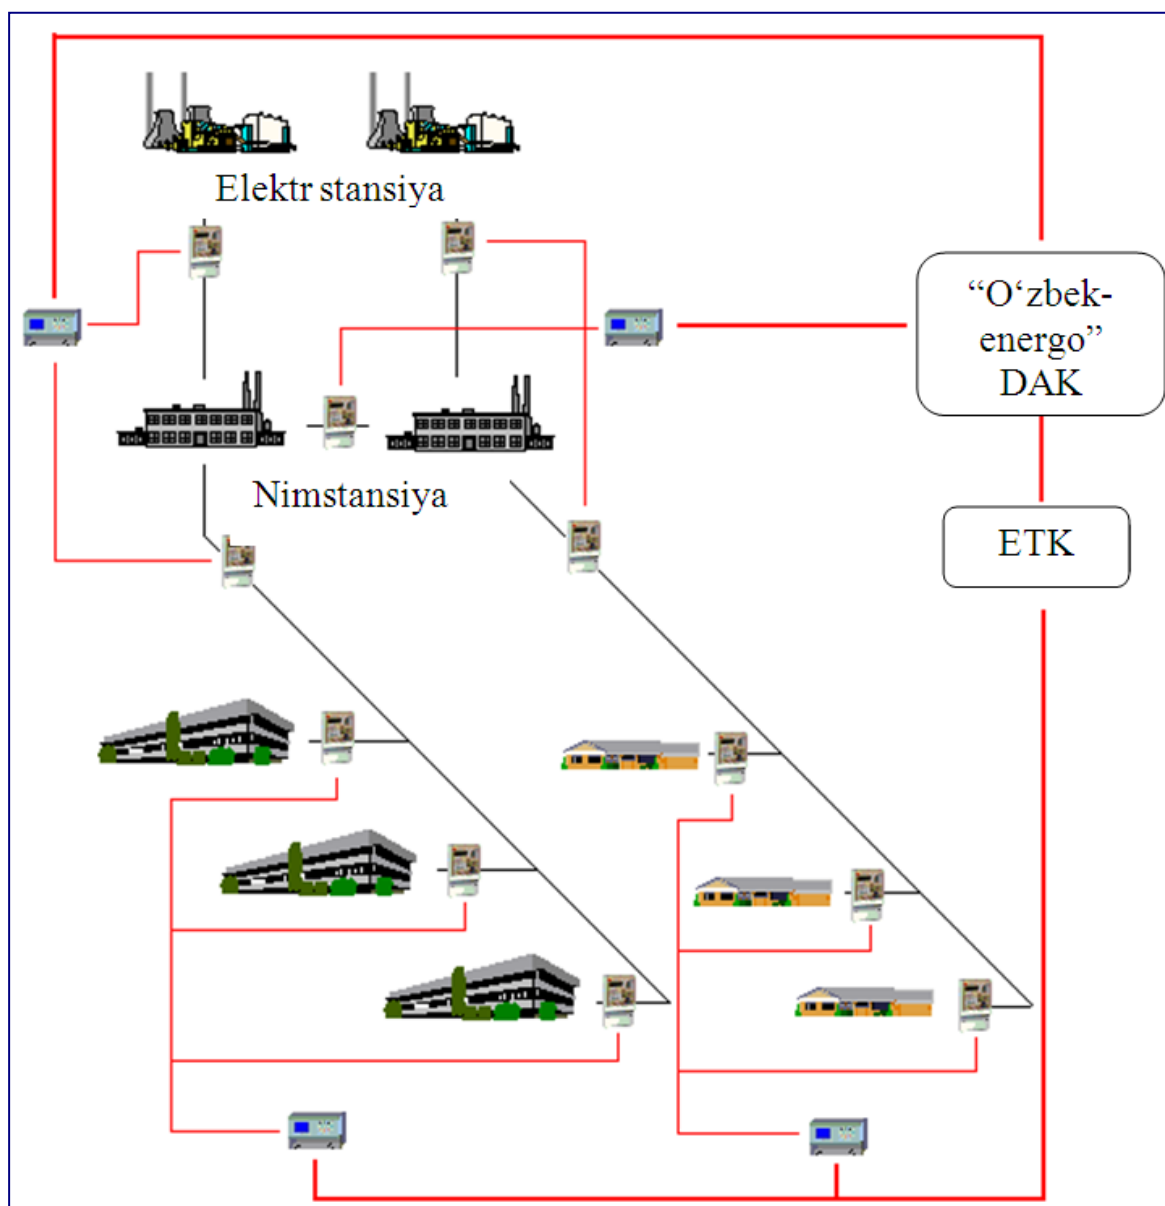 Elektr stansiya
“O‘zbek-
energo”
DAK
Nimstansiya
ETK